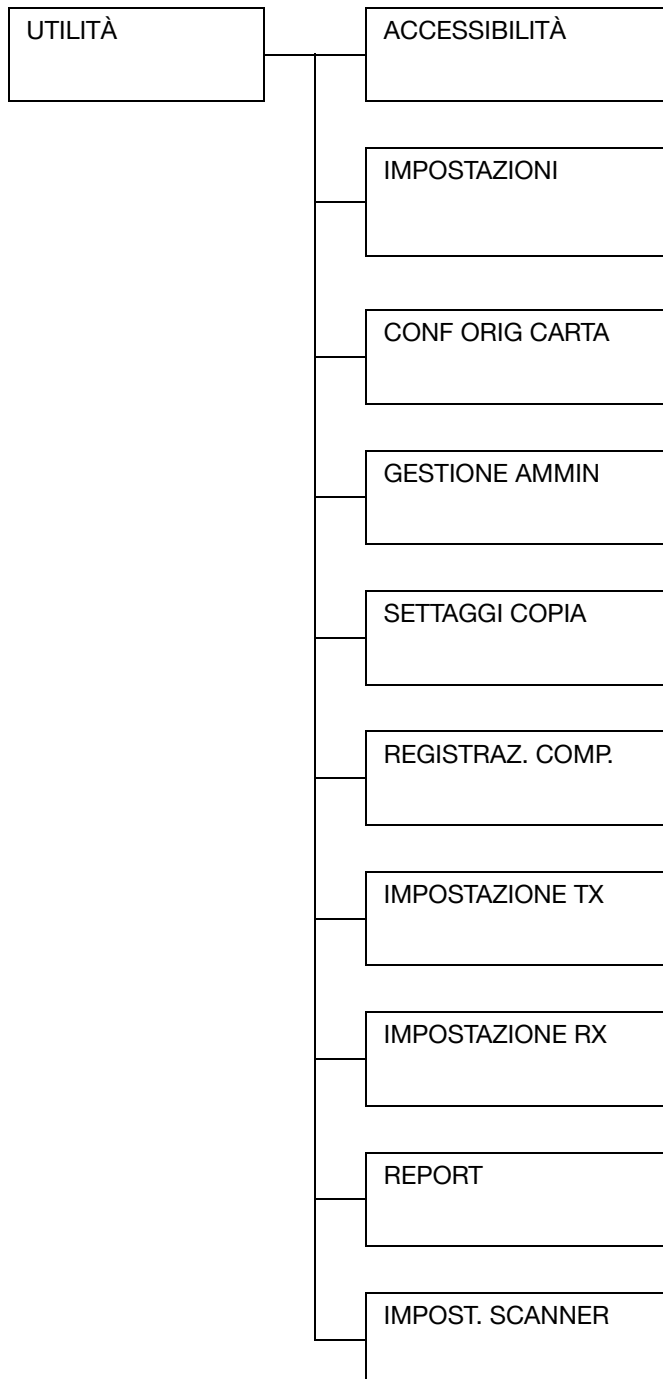 UTILITÀ
ACCESSIBILITÀ
IMPOSTAZIONI
CONF ORIG CARTA
GESTIONE AMMIN
SETTAGGI COPIA
REGISTRAZ. COMP.
IMPOSTAZIONE TX
IMPOSTAZIONE RX
REPORT
IMPOST. SCANNER